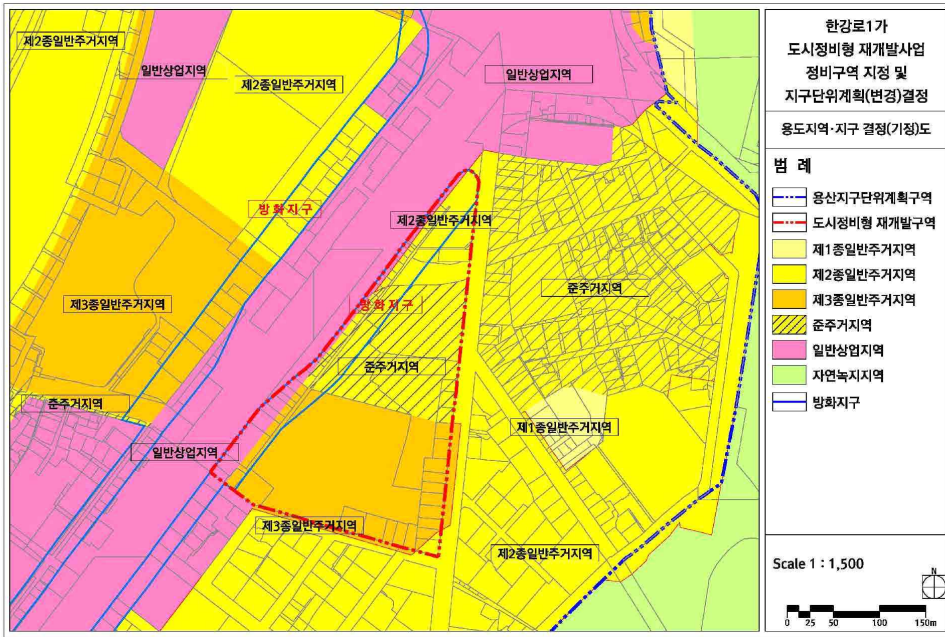 제2종일반주거지역
일반상업지역
제2종일반주거지역
일반상업지역
방화지구
제2종일반주거지역
제3종일반주거지역
방화지구
준주거지역
준주거지역
준주거지역
일반상업지역
제1종일반주거지역
제3종일반주거지역
제2종일반주거지역
한강로1가
도시정비형 재개발사업
정비구역 지정 및
지구단위계획(변경)결정
용도지역·지구 결정(기정)도
범 례
용산지구단위계획구역
도시정비형 재개발구역
제1종일반주거지역
제2종일반주거지역
제3종일반주거지역
준주거지역
일반상업지역
자연녹지지역
방화지구
Scale 1 : 1,500
N
0 25 50 100 150m